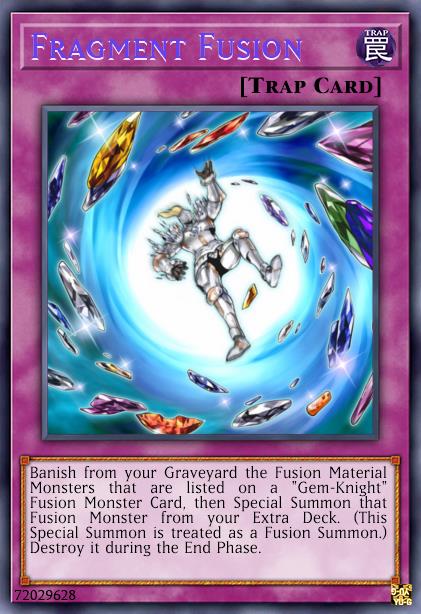 FRAGMENT FUSION
TRAP
罠
[TRAP CARD]
Banish from your Graveyard the Fusion Material
Monsters that are listed on a "Gem-Knight"
Fusion Monster Card, then Special Summon that
Fusion Monster from your Extra Deck. (This
Special Summon is treated as a Fusion Summon.)
Destroy it during the End Phase.
72029628